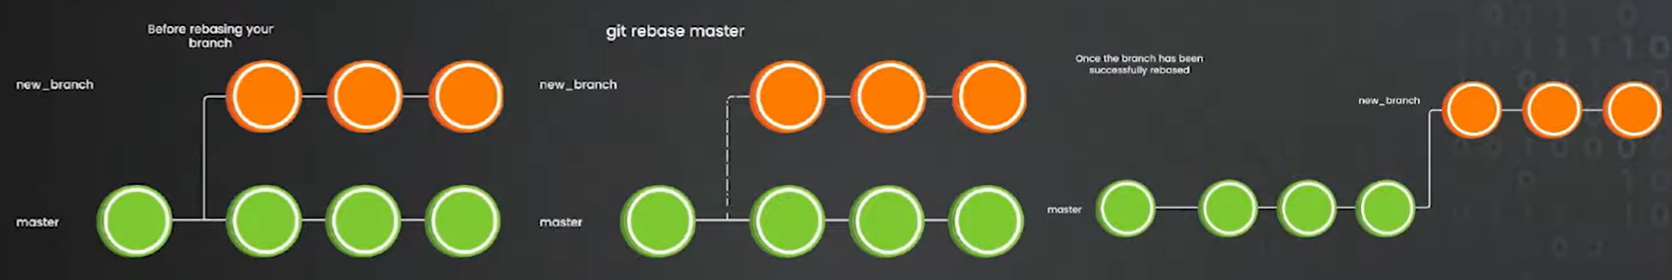 Before rebasing your
branch
new_branch
master
git rebase master
new_branch
master
Once the branch has been
successfully rebased
new_branch
master